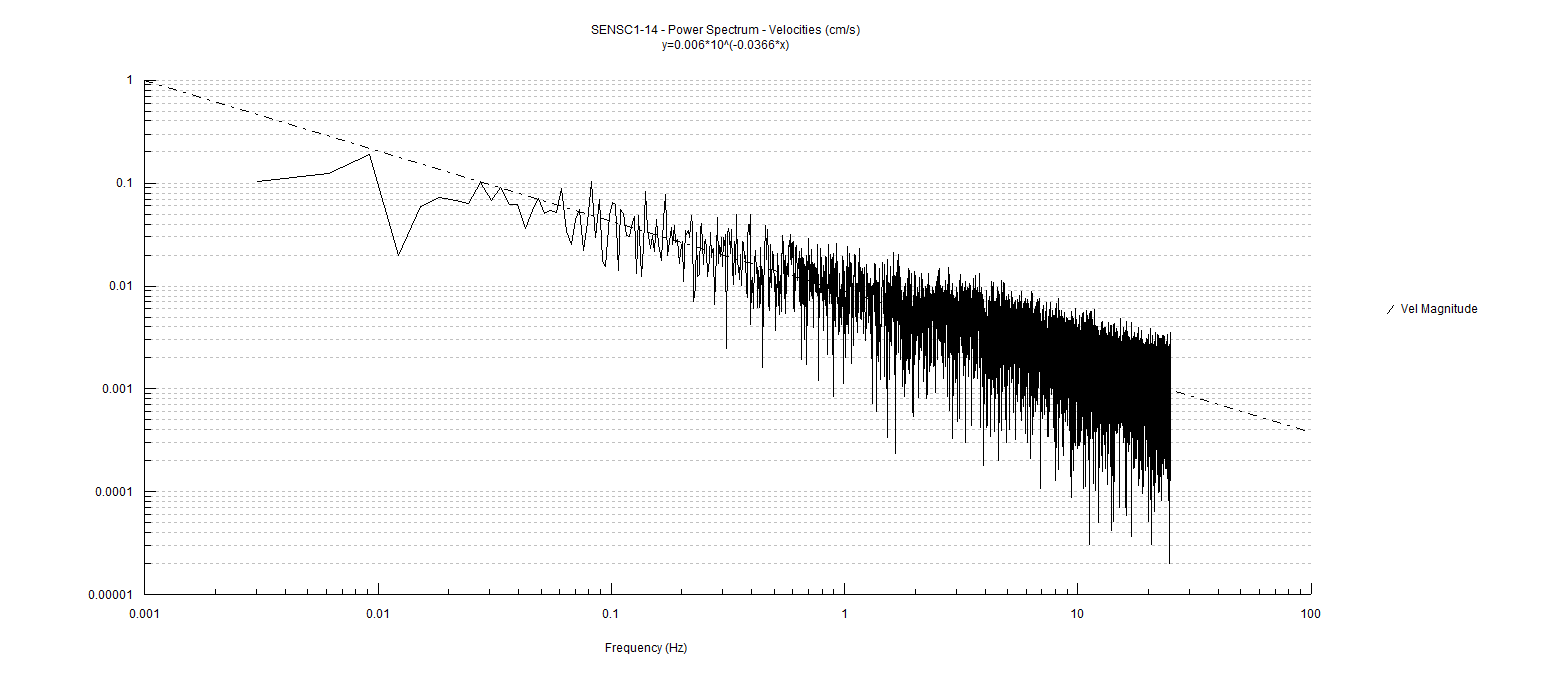 SENSC1-14 - Power Spectrum - Velocities (cm/s)
y=0.006*10^(-0.0366*x)
1
0.1
0.01
0.001
0.0001
0.00001
Vel Magnitude
0.001 0.01 0.1 1 10 100
Frequency (Hz)